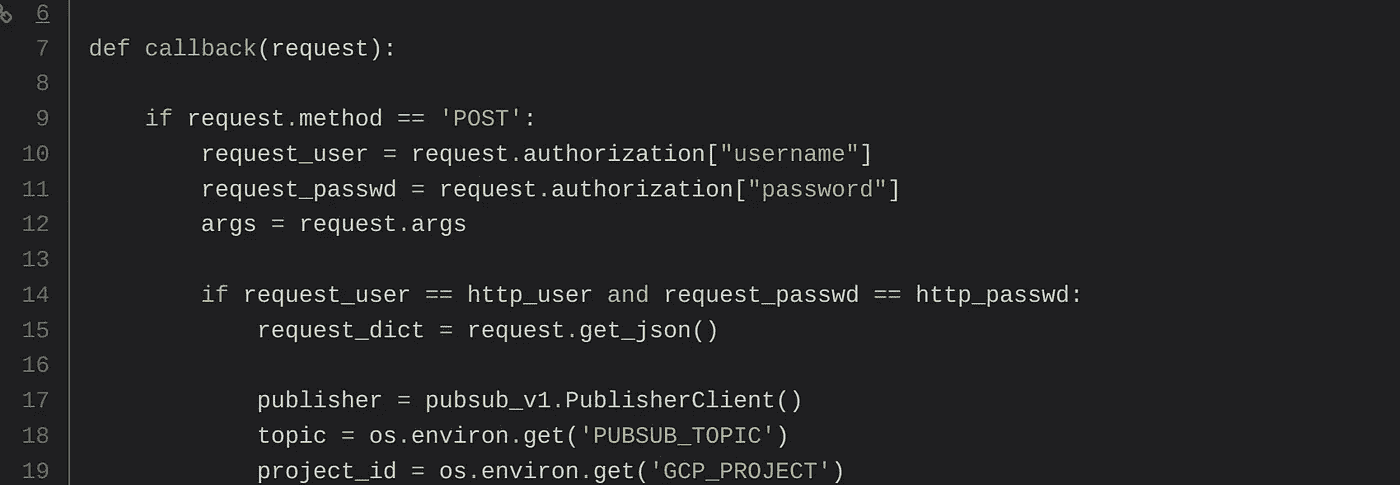 6
7 def callback(request):
8
9 if request.method == 'POST':
10 request_user = request.authorization["username"]
11 request_passwd = request.authorization["password"]
12 args = request.args
13
14 if request_user == http_user and request_passwd == http_passwd:
15 request_dict = request.get_json()
16
17 publisher = pubsub_v1.PublisherClient()
18 topic = os.environ.get('PUBSUB_TOPIC')
19 project_id = os.environ.get('GCP_PROJECT')